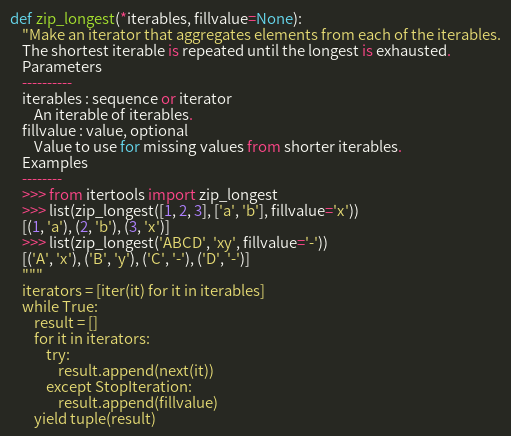 def zip_longest(*iterables, fillvalue=None):
"Make an iterator that aggregates elements from each of the iterables.
The shortest iterable is repeated until the longest is exhausted.
Parameters
----------
iterables : sequence or iterator
An iterable of iterables.
fillvalue : value, optional
Value to use for missing values from shorter iterables.
Examples
--------
>>> from itertools import zip_longest
>>> list(zip_longest([1, 2, 3], ['a', 'b'], fillvalue='x'))
[(1, 'a'), (2, 'b'), (3, 'x')]
>>> list(zip_longest('ABCD', 'xy', fillvalue='-'))
[('A', 'x'), ('B', 'y'), ('C', '-'), ('D', '-')]
"""
iterators = [iter(it) for it in iterables]
while True:
result = []
for it in iterators:
try:
result.append(next(it))
except StopIteration:
result.append(fillvalue)
yield tuple(result)